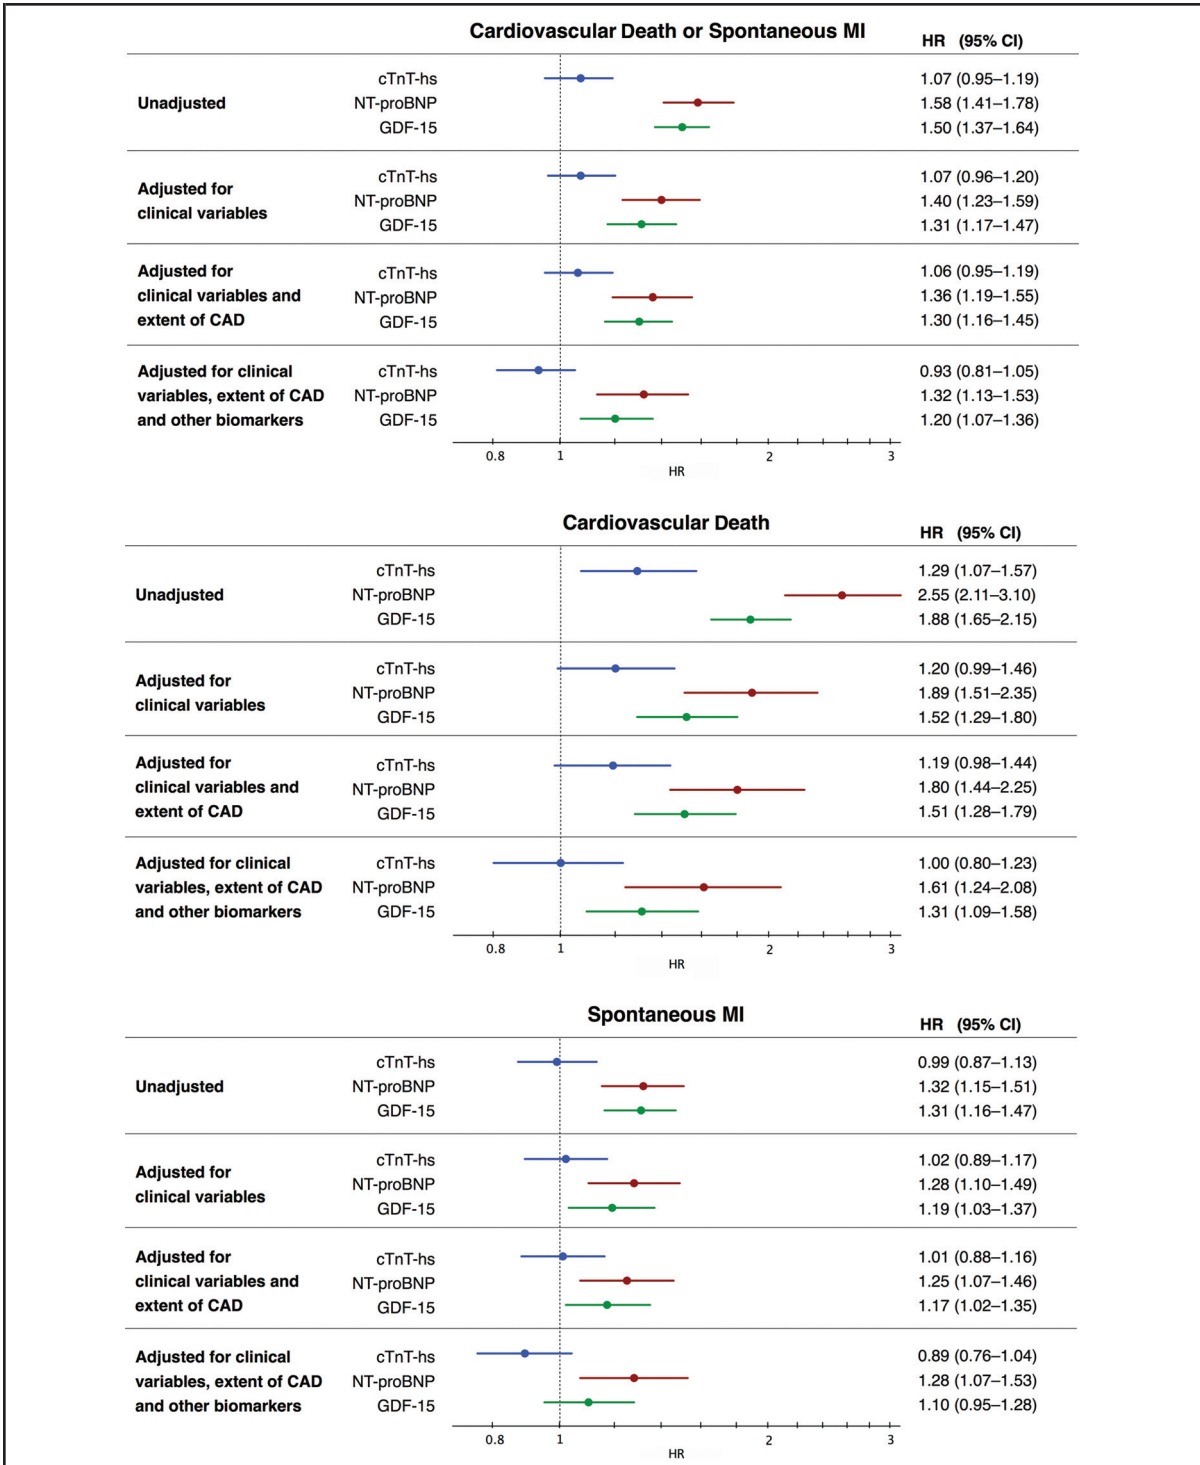 Cardiovascular Death or Spontaneous MI
HR (95% CI)
Unadjusted
cTnT-hs 1.07 (0.95–1.19)
NT-proBNP 1.58 (1.41–1.78)
GDF-15 1.50 (1.37–1.64)
Adjusted for
clinical variables
cTnT-hs 1.07 (0.96–1.20)
NT-proBNP 1.40 (1.23–1.59)
GDF-15 1.31 (1.17–1.47)
Adjusted for
clinical variables and
extent of CAD
cTnT-hs 1.06 (0.95–1.19)
NT-proBNP 1.36 (1.19–1.55)
GDF-15 1.30 (1.16–1.45)
Adjusted for clinical
variables, extent of CAD
and other biomarkers
cTnT-hs 0.93 (0.81–1.05)
NT-proBNP 1.32 (1.13–1.53)
GDF-15 1.20 (1.07–1.36)
0.8 1 2 3
HR
Cardiovascular Death
HR (95% CI)
Unadjusted
cTnT-hs 1.29 (1.07–1.57)
NT-proBNP 2.55 (2.11–3.10)
GDF-15 1.88 (1.65–2.15)
Adjusted for
clinical variables
cTnT-hs 1.20 (0.99–1.46)
NT-proBNP 1.89 (1.51–2.35)
GDF-15 1.52 (1.29–1.80)
Adjusted for
clinical variables and
extent of CAD
cTnT-hs 1.19 (0.98–1.44)
NT-proBNP 1.80 (1.44–2.25)
GDF-15 1.51 (1.28–1.79)
Adjusted for clinical
variables, extent of CAD
and other biomarkers
cTnT-hs 1.00 (0.80–1.23)
NT-proBNP 1.61 (1.24–2.08)
GDF-15 1.31 (1.09–1.58)
0.8 1 2 3
HR
Spontaneous MI
HR (95% CI)
Unadjusted
cTnT-hs 0.99 (0.87–1.13)
NT-proBNP 1.32 (1.15–1.51)
GDF-15 1.31 (1.16–1.47)
Adjusted for
clinical variables
cTnT-hs 1.02 (0.89–1.17)
NT-proBNP 1.28 (1.10–1.49)
GDF-15 1.19 (1.03–1.37)
Adjusted for
clinical variables and
extent of CAD
cTnT-hs 1.01 (0.88–1.16)
NT-proBNP 1.25 (1.07–1.46)
GDF-15 1.17 (1.02–1.35)
Adjusted for clinical
variables, extent of CAD
and other biomarkers
cTnT-hs 0.89 (0.76–1.04)
NT-proBNP 1.28 (1.07–1.53)
GDF-15 1.10 (0.95–1.28)
0.8 1 2 3
HR